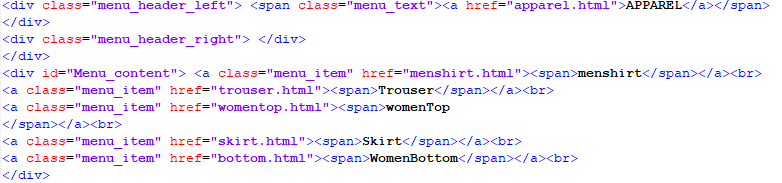 <div class="menu_header_left"> <span class="menu_text"><a href="apparel.html">APPAREL</a></span>
</div>
<div class="menu_header_right"> </div>
</div>
<div id="Menu_content"> <a class="menu_item" href="menshirt.html"><span>menshirt</span></a><br>
<a class="menu_item" href="trouser.html"><span>Trouser</span></a><br>
<a class="menu_item" href="womentop.html"><span>womenTop
</span></a><br>
<a class="menu_item" href="skirt.html"><span>Skirt</span></a><br>
<a class="menu_item" href="bottom.html"><span>WomenBottom</span></a><br>
</div>